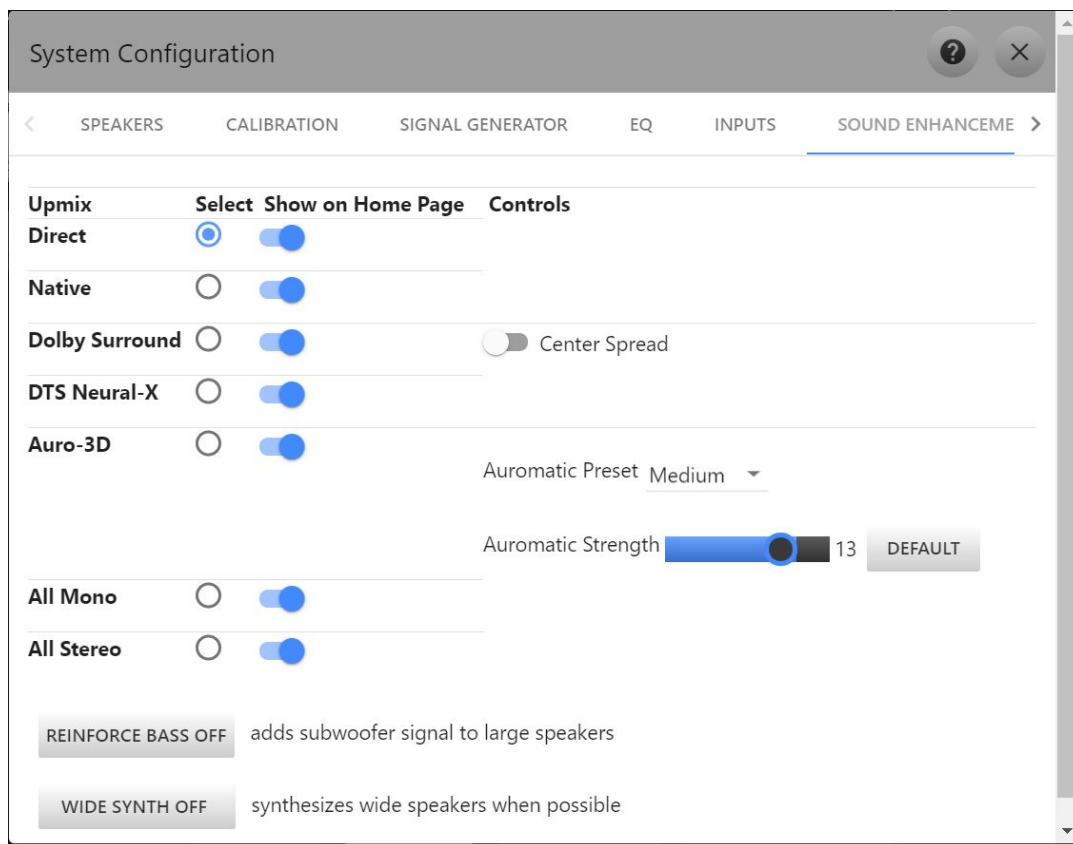 System Configuration
SPEAKERS CALIBRATION SIGNAL GENERATOR EQ INPUTS SOUND ENHANCEME
Upmix Select Show on Home Page Controls
Direct
Native
Dolby Surround Center Spread
DTS Neural-X
Auro-3D
Auromatic Preset Medium
Auromatic Strength 13 DEFAULT
All Mono
All Stereo
REINFORCE BASS OFF adds subwoofer signal to large speakers
WIDE SYNTH OFF synthesizes wide speakers when possible